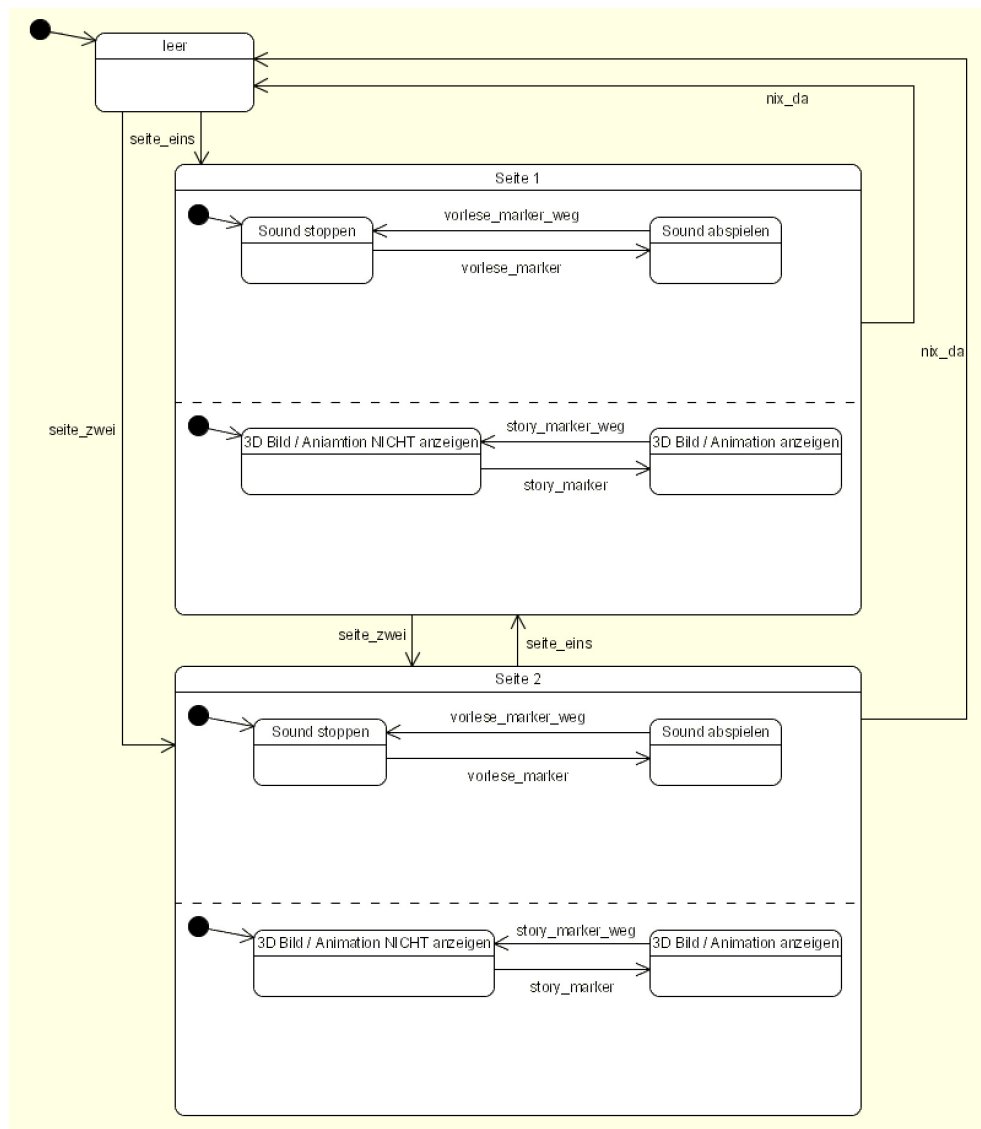 leer
nix_da
seite_eins
Seite 1
vorlese_marker_weg
Sound stoppen
Sound abspielen
vorlese_marker
nix_da
seite_zwei
story_marker_weg
3D Bild / Aniamtion NICHT anzeigen
3D Bild / Animation anzeigen
story_marker
seite_zwei
seite_eins
Seite 2
vorlese_marker_weg
Sound stoppen
Sound abspielen
vorlese_marker
story_marker_weg
3D Bild / Animation NICHT anzeigen
3D Bild / Animation anzeigen
story_marker